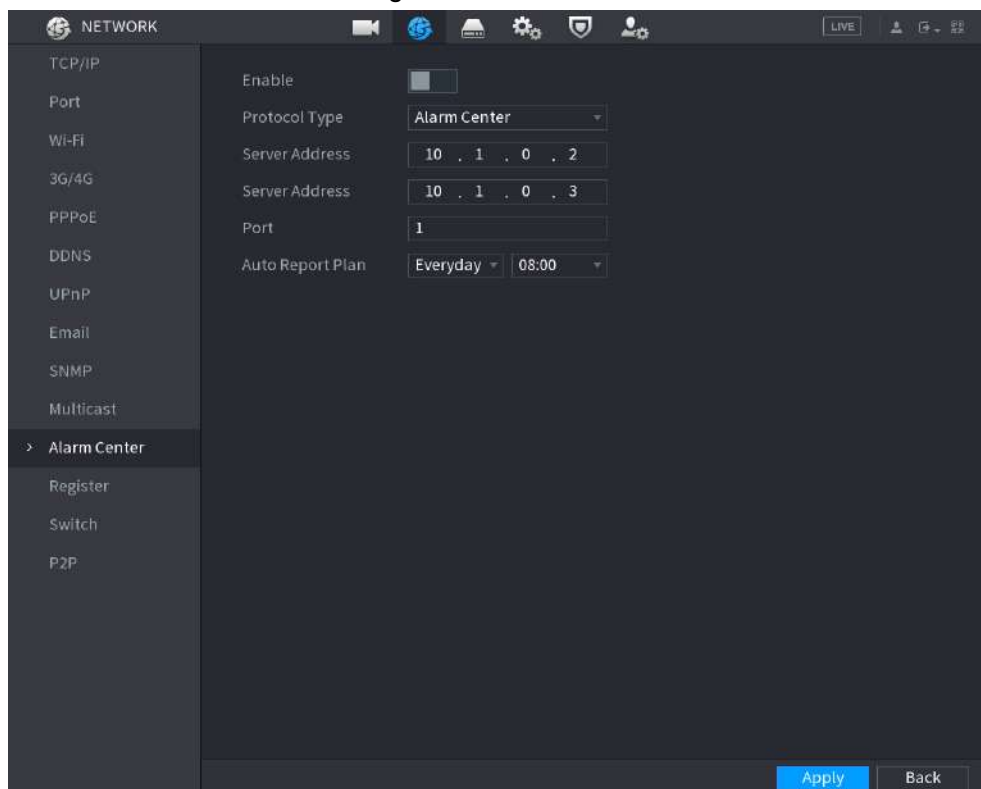 NETWORK
LIVE
TCP/IP
Port
Wi-Fi
3G/4G
PPPoE
DDNS
UPnP
Email
SNMP
Multicast
> Alarm Center
Register
Switch
P2P
Enable
Protocol Type Alarm Center
Server Address 10 . 1 . 0 . 2
Server Address 10 . 1 . 0 . 3
Port 1
Auto Report Plan Everyday 08:00
Apply Back